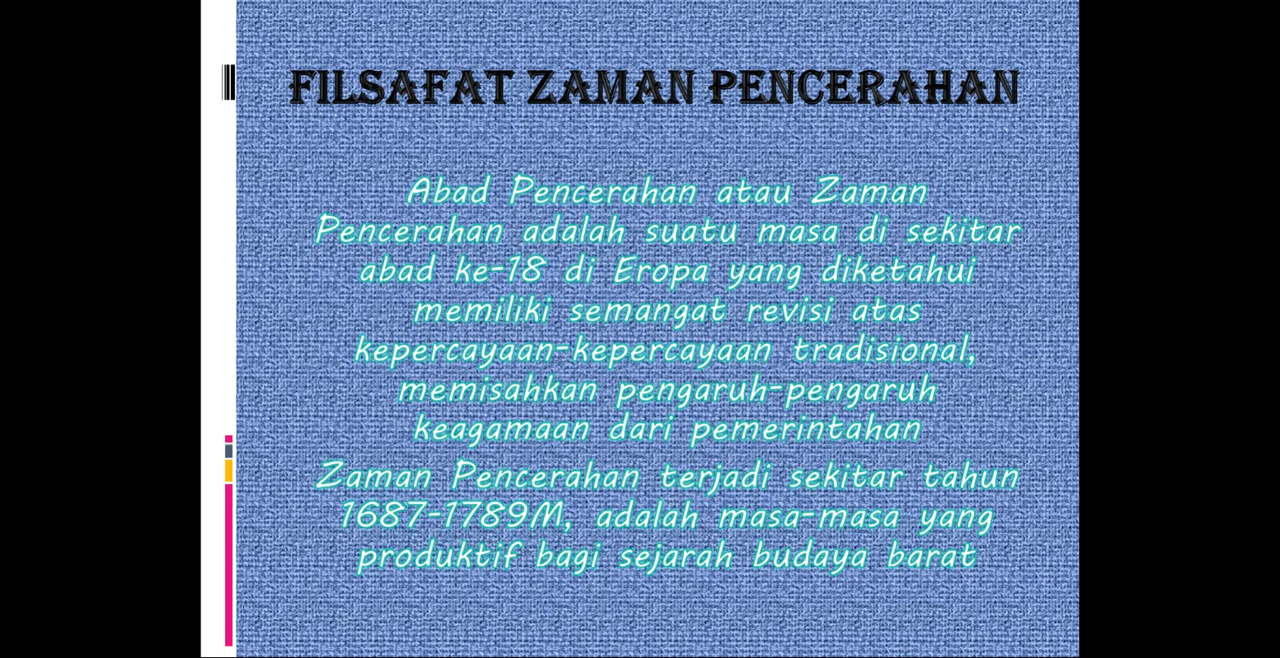 FILSAFAT ZAMAN PENCERAHAN
Abad Pencerahan atau Zaman
Pencerahan adalah suatu masa di sekitar
abad ke-18 di Eropa yang diketahui
memiliki semangat revisi atas
kepercayaan-kepercayaan tradisional,
memisahkan pengaruh-pengaruh
keagamaan dari pemerintahan
Zaman Pencerahan terjadi sekitar tahun
1687-1789M, adalah masa-masa yang
produktif bagi sejarah budaya barat